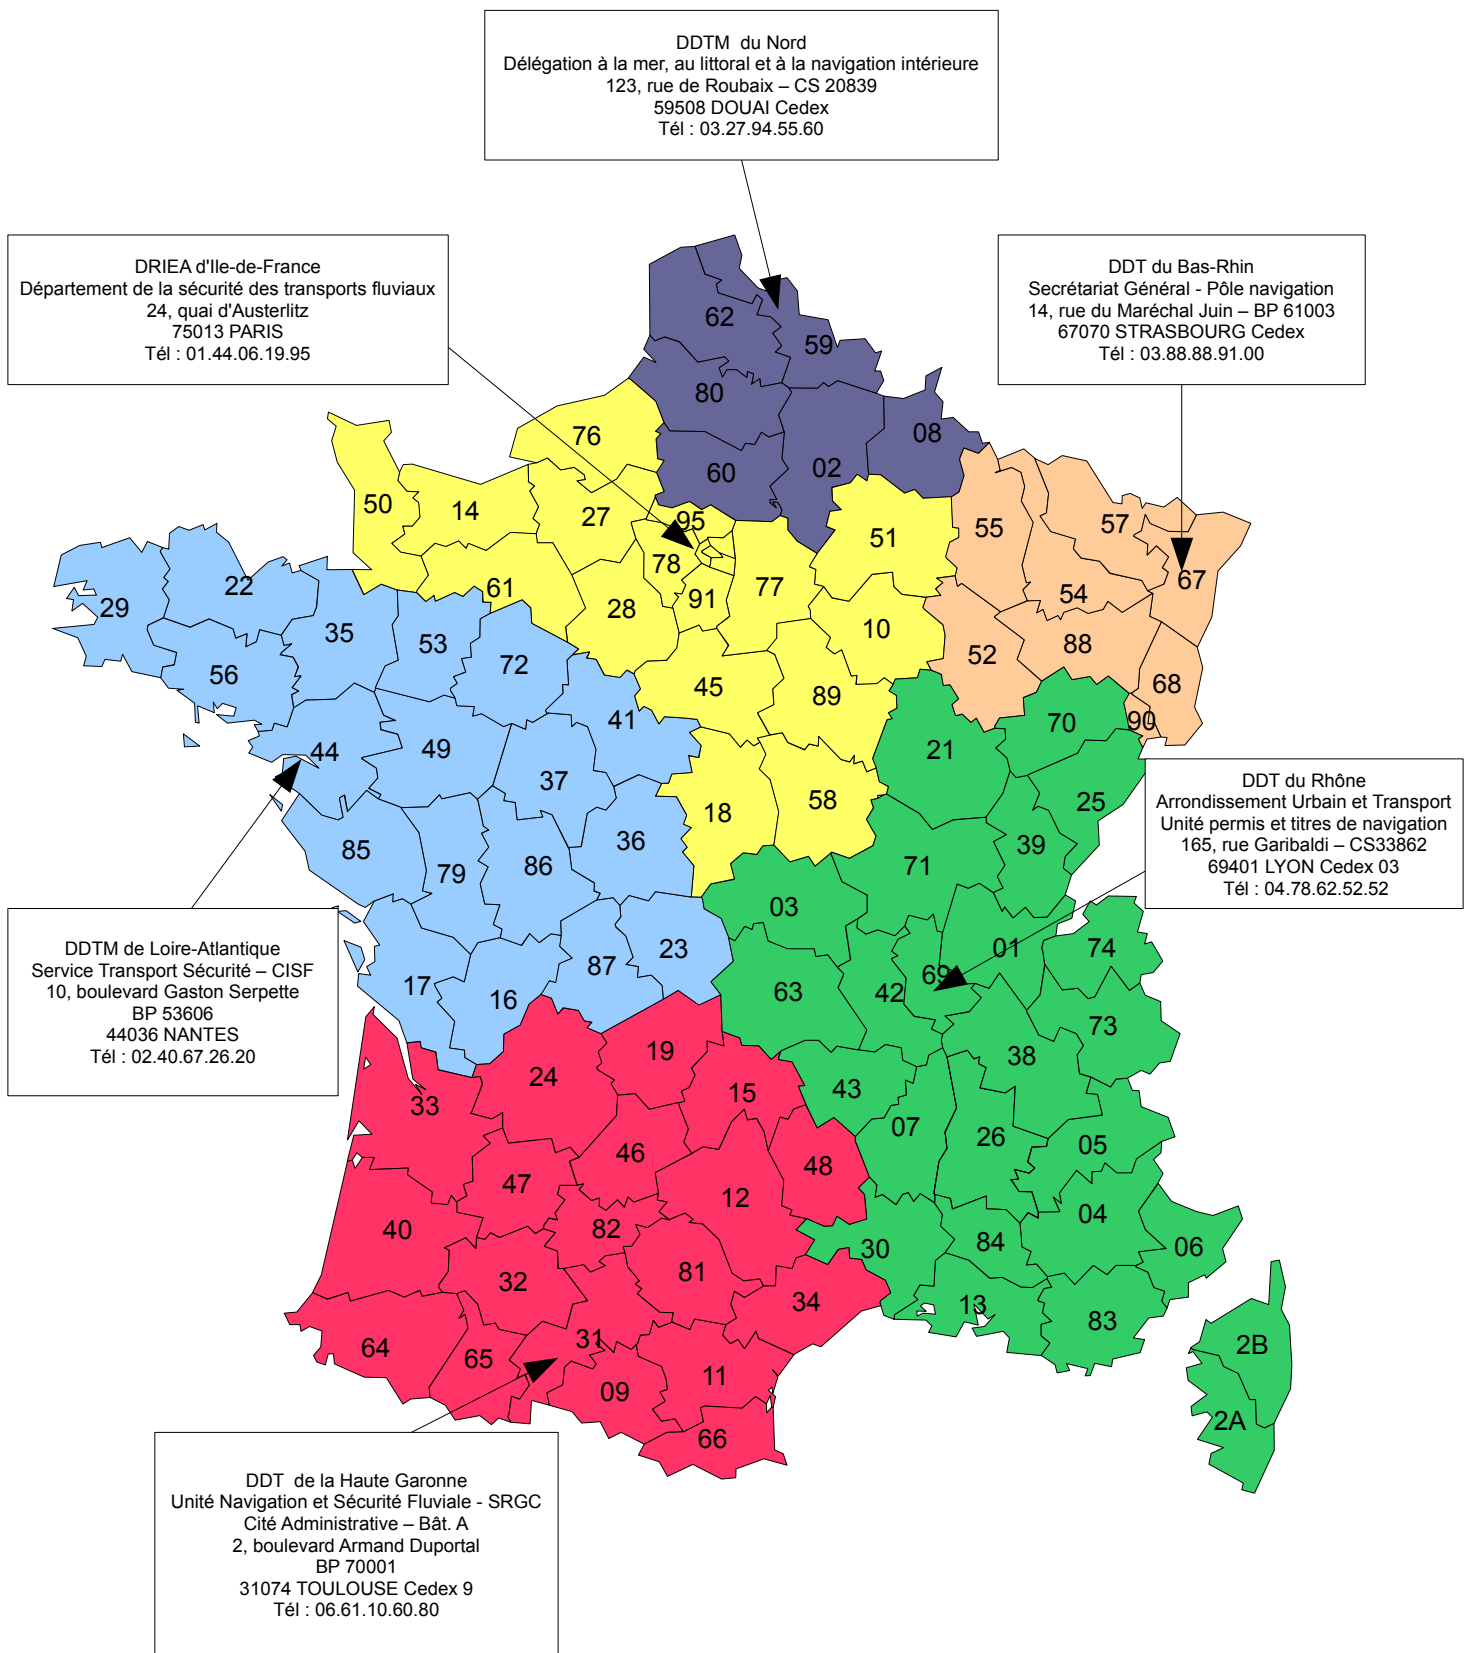 DDTM du Nord
Délégation à la mer, au littoral et à la navigation intérieure
123, rue de Roubaix – CS 20839
59508 DOUAI Cedex
Tél : 03.27.94.55.60
DRIEA d'Ile-de-France
Département de la sécurité des transports fluviaux
24, quai d'Austerlitz
75013 PARIS
Tél : 01.44.06.19.95
DDT du Bas-Rhin
Secrétariat Général - Pôle navigation
14, rue du Maréchal Juin – BP 61003
67070 STRASBOURG Cedex
Tél : 03.88.88.91.00
62
59
80
08
76
60
02
50
14
27
95
51
55
57
78
61
77
67
22
29
28
91
54
10
35
53
88
72
52
56
45
89
68
41
90
70
44
49
21
37
58
18
25
36
85
39
86
71
79
DDT du Rhône
Arrondissement Urbain et Transport
Unité permis et titres de navigation
165, rue Garibaldi – CS33862
69401 LYON Cedex 03
Tél : 04.78.62.52.52
03
23
01
74
87
69
17
16
63
42
73
DDTM de Loire-Atlantique
Service Transport Sécurité – CISF
10, boulevard Gaston Serpette
BP 53606
44036 NANTES
Tél : 02.40.67.26.20
19
38
24
15
43
33
07
26
05
46
48
47
12
04
40
82
84
30
06
81
32
34
13
83
31
64
65
2B
11
09
2A
66
DDT de la Haute Garonne
Unité Navigation et Sécurité Fluviale - SRGC
Cité Administrative – Bât. A
2, boulevard Armand Duportal
BP 70001
31074 TOULOUSE Cedex 9
Tél : 06.61.10.60.80